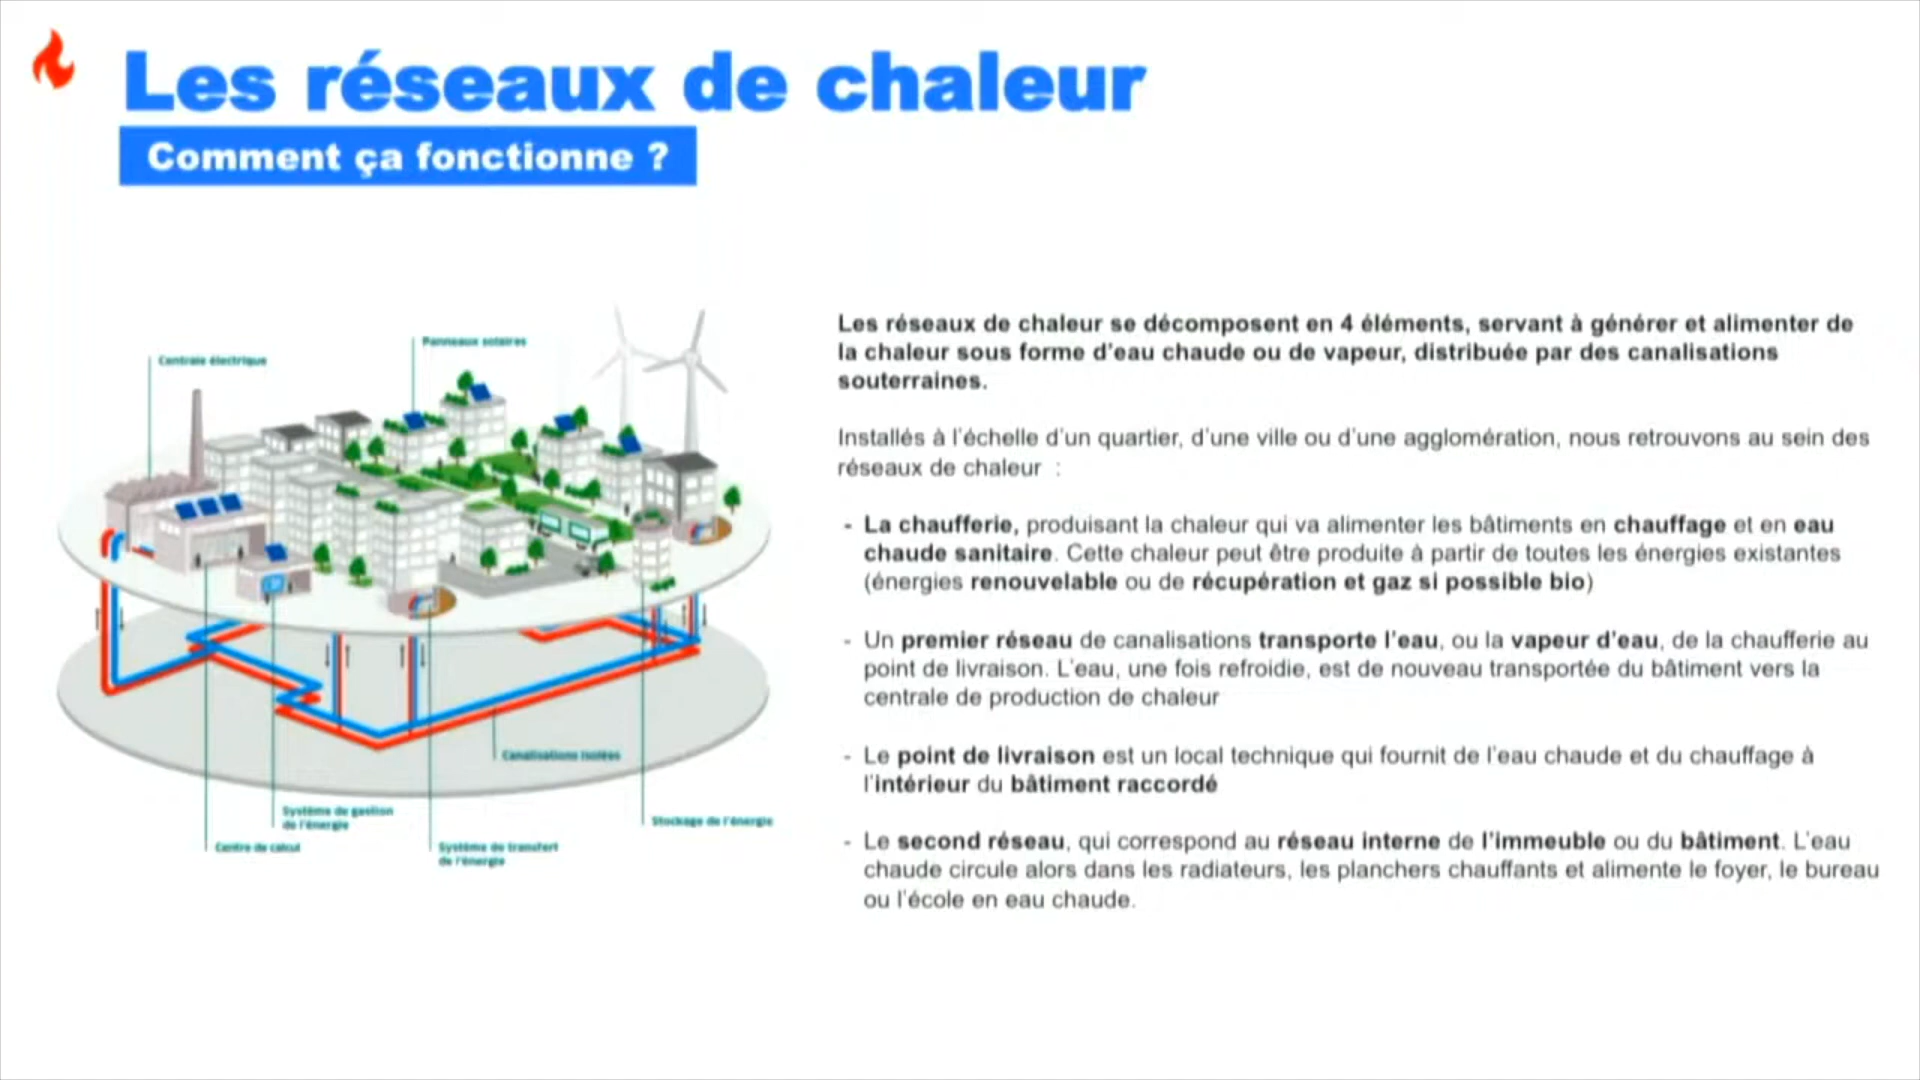 Les réseaux de chaleur
Comment ça fonctionne ?
Centrale électrique
Panneaux solaires
Canalisations isolées
Système de gestion
de l'énergie
Stockage de l'énergie
Centre de calcul
Système de transfert
de l'énergie
Les réseaux de chaleur se décomposent en 4 éléments, servant à générer et alimenter de
la chaleur sous forme d'eau chaude ou de vapeur, distribuée par des canalisations
souterraines.
Installés à l'échelle d'un quartier, d'une ville ou d'une agglomération, nous retrouvons au sein des
réseaux de chaleur :
- La chaufferie, produisant la chaleur qui va alimenter les bâtiments en chauffage et en eau
chaude sanitaire. Cette chaleur peut être produite à partir de toutes les énergies existantes
(énergies renouvelable ou de récupération et gaz si possible bio)
- Un premier réseau de canalisations transporte l'eau, ou la vapeur d'eau, de la chaufferie au
point de livraison. L'eau, une fois refroidie, est de nouveau transportée du bâtiment vers la
centrale de production de chaleur
- Le point de livraison est un local technique qui fournit de l'eau chaude et du chauffage à
l'intérieur du bâtiment raccordé
- Le second réseau, qui correspond au réseau interne de l'immeuble ou du bâtiment. L'eau
chaude circule alors dans les radiateurs, les planchers chauffants et alimente le foyer, le bureau
ou l'école en eau chaude.